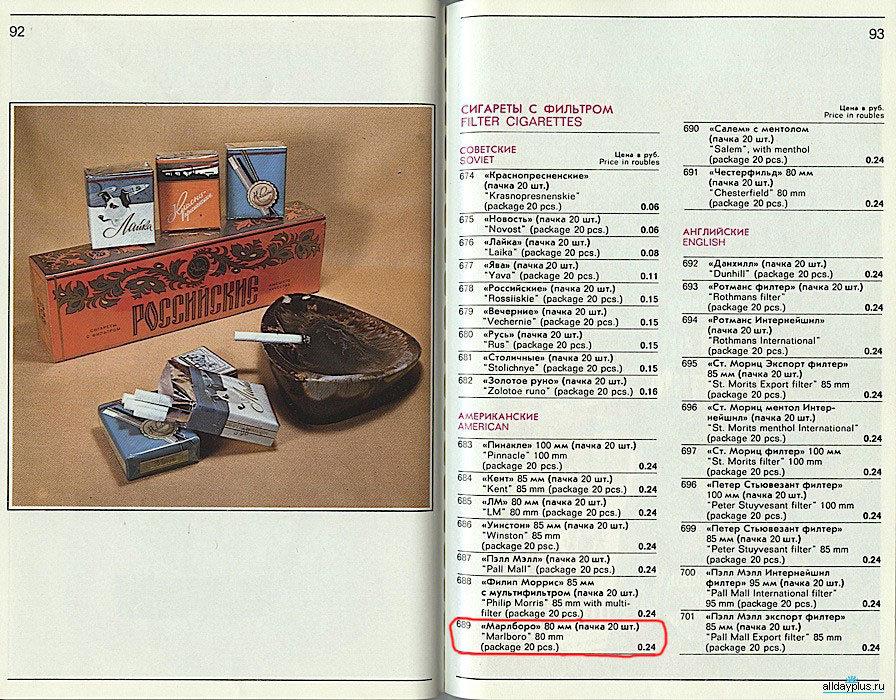 92
Лайка
Красно-
пресненские
РОССИЙСКИЕ
СИГАРЕТЫ
С ФИЛЬТРОМ
93
СИГАРЕТЫ С ФИЛЬТРОМ
FILTER CIGARETTES
СОВЕТСКИЕ
SOVIET
Цена в руб.
Price in roubles
674 «Краснопресненские»
(пачка 20 шт.)
"Krasnopresnenskie"
(package 20 pcs.) 0.06
675 «Новость» (пачка 20 шт.)
"Novost" (package 20 pcs.) 0.06
676 «Лайка» (пачка 20 шт.)
"Laika" (package 20 pcs.) 0.08
677 «Ява» (пачка 20 шт.)
"Yava" (package 20 pcs.) 0.11
678 «Российские» (пачка 20 шт.)
"Rossiiskie" (package 20 pcs.) 0.15
679 «Вечерние» (пачка 20 шт.)
"Vechernie" (package 20 pcs.) 0.15
680 «Русь» (пачка 20 шт.)
"Rus" (package 20 pcs.) 0.15
681 «Столичные» (пачка 20 шт.)
"Stolichnye" (package 20 pcs.) 0.15
682 «Золотое руно» (пачка 20 шт.)
"Zolotoe runo" (package 20 pcs.) 0.16
АМЕРИКАНСКИЕ
AMERICAN
683 «Пинакле» 100 мм (пачка 20 шт.)
"Pinnacle" 100 mm
(package 20 pcs.) 0.24
684 «Кент» 85 мм (пачка 20 шт.)
"Kent" 85 mm (package 20 pcs.) 0.24
685 «ЛМ» 80 мм (пачка 20 шт.)
"LM" 80 mm (package 20 pcs.) 0.24
686 «Уинстон» 85 мм (пачка 20 шт.)
"Winston" 85 mm
(package 20 psc.) 0.24
687 «Пэлл Мэлл» (пачка 20 шт.)
"Pall Mall" (package 20 pcs.) 0.24
688 «Филип Моррис» 85 мм
с мультифильтром (пачка 20 шт.)
"Philip Morris" 85 mm with multi-
filter (package 20 pcs.) 0.24
689 «Марлборо» 80 мм (пачка 20 шт.)
"Marlboro" 80 mm
(package 20 pcs.) 0.24
Цена в руб.
Price in roubles
690 «Салем» с ментолом
(пачка 20 шт.)
"Salem", with menthol
(package 20 pcs.) 0.24
691 «Честерфильд» 80 мм
(пачка 20 шт.)
"Chesterfield" 80 mm
(package 20 pcs.) 0.24
АНГЛИЙСКИЕ
ENGLISH
692 «Данхилл» (пачка 20 шт.)
"Dunhill" (package 20 pcs.) 0.24
693 «Ротманс филтер» (пачка 20 шт.)
"Rothmans filter"
(package 20 pcs.) 0.24
694 «Ротманс Интернейшнл»
(пачка 20 шт.)
"Rothmans International"
(package 20 pcs.) 0.24
695 «Ст. Мориц Экспорт филтер»
85 мм (пачка 20 шт.)
"St. Morits Export filter" 85 mm
(package 20 pcs.) 0.24
696 «Ст. Мориц ментол Интер-
нейшнл» (пачка 20 шт.)
"St. Morits menthol International"
(package 20 pcs.) 0.24
697 «Ст. Мориц филтер» 100 мм
(пачка 20 шт.)
"St. Morits filter" 100 mm
(package 20 pcs.) 0.24
696 «Петер Стьювезант филтер»
100 мм (пачка 20 шт.)
"Peter Stuyvesant filter" 100 mm
(package 20 pcs.) 0.24
699 «Петер Стьювезант филтер»
85 мм (пачка 20 шт.)
"Peter Stuyvesant filter" 85 mm
(package 20 pcs.) 0.24
700 «Пэлл Мэлл Интернейшнл
филтер» 95 мм (пачка 20 шт.)
"Pall Mall International filter"
95 mm (package 20 pcs.) 0.24
701 «Пэлл Мэлл экспорт филтер»
85 мм (пачка 20 шт.)
"Pall Mall Export filter" 85 mm
(package 20 pcs.) 0.24
alldayplus.ru